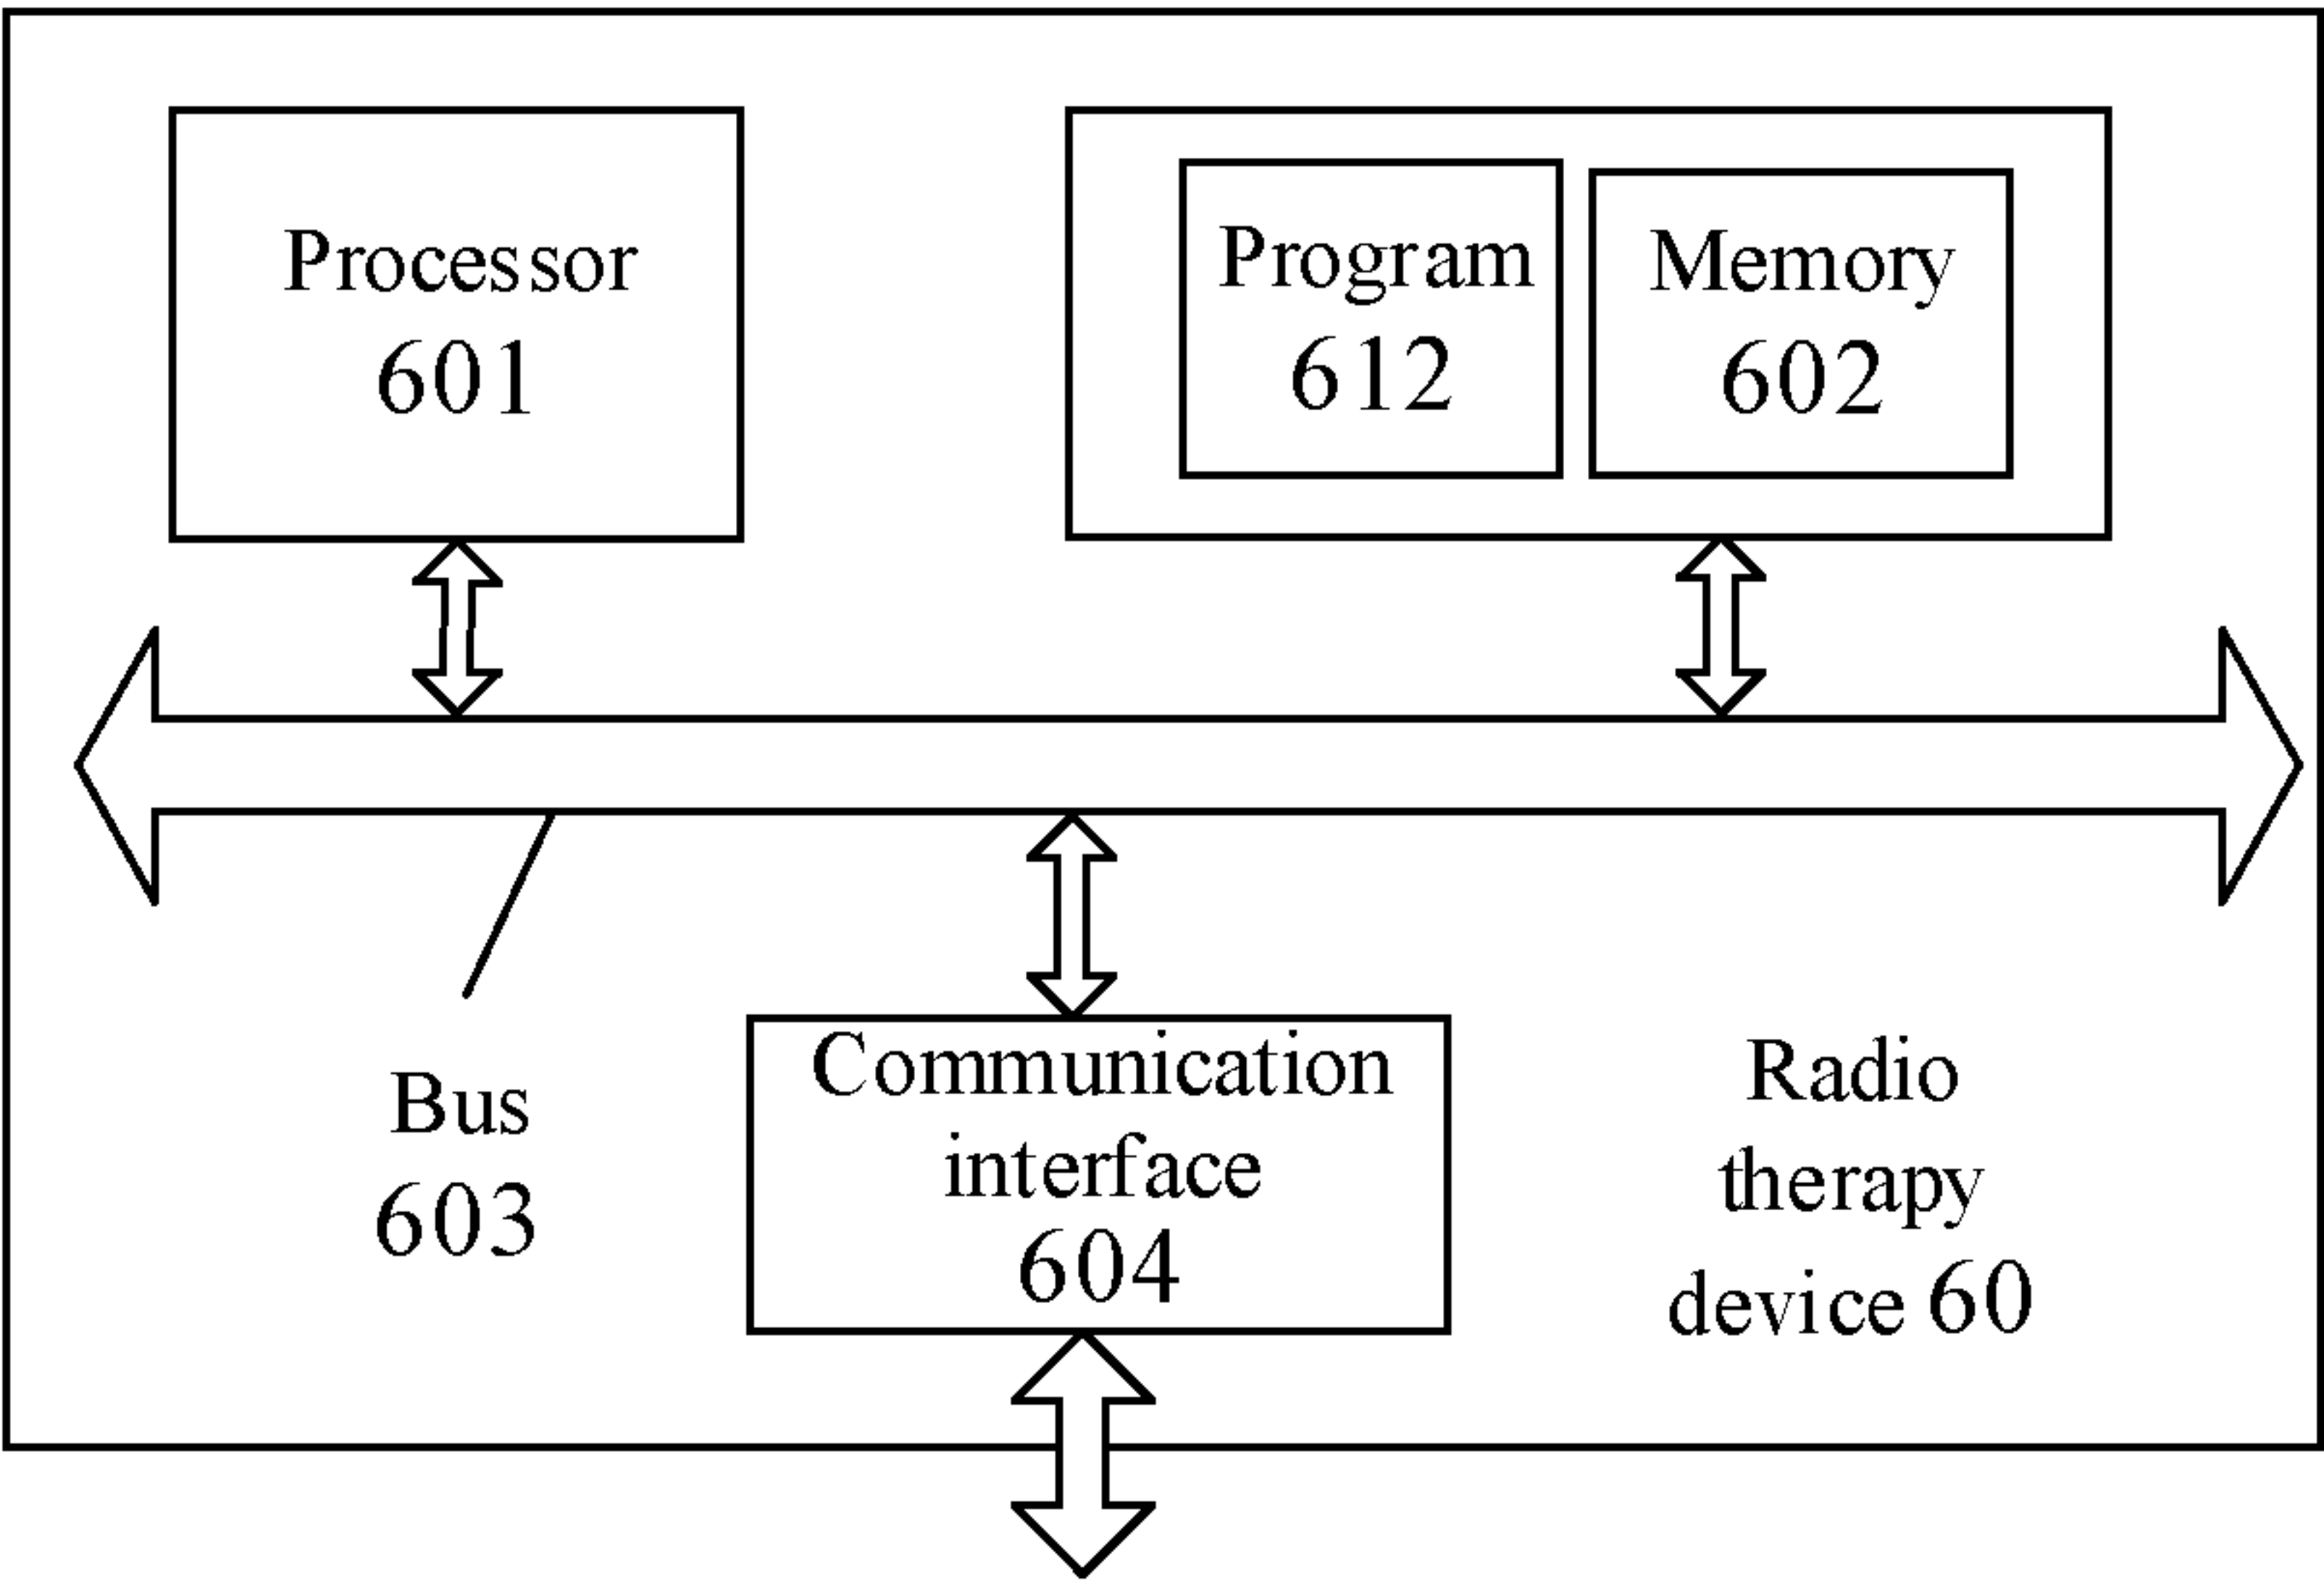 Processor
601
Program
612
Memory
602
Bus
603
Communication
interface
604
Radio
therapy
device 60